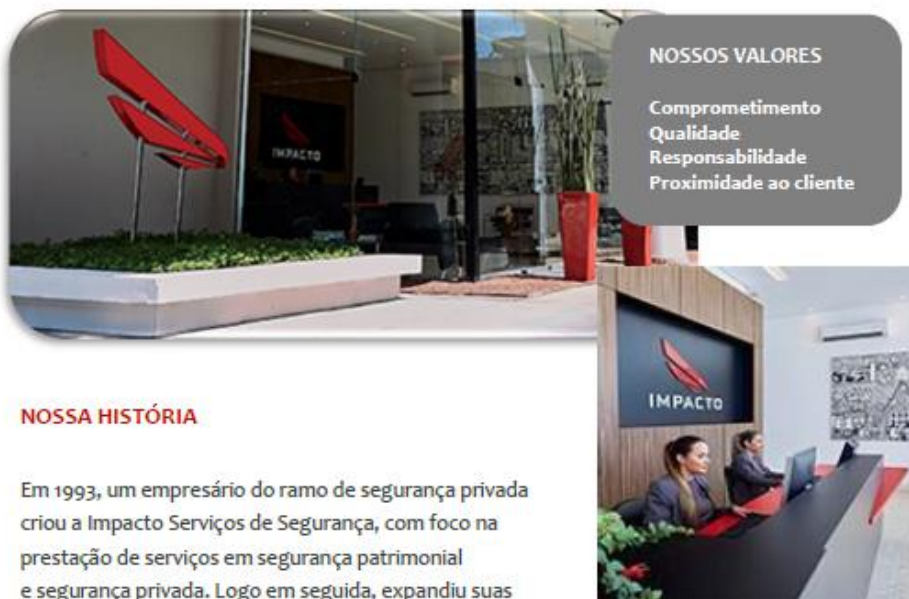 NOSSOS VALORES
Comprometimento
Qualidade
Responsabilidade
Proximidade ao cliente
IMPACTO
IMPACTO
NOSSA HISTÓRIA
Em 1993, um empresário do ramo de segurança privada
criou a Impacto Serviços de Segurança, com foco na
prestação de serviços em segurança patrimonial
e segurança privada. Logo em seguida, expandiu suas